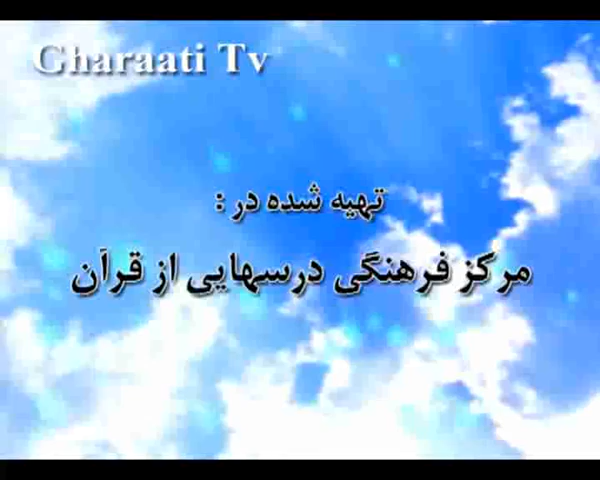 Gharaati Tv
تهیه شده در :
مرکز فرهنگی درسهایی از قرآن